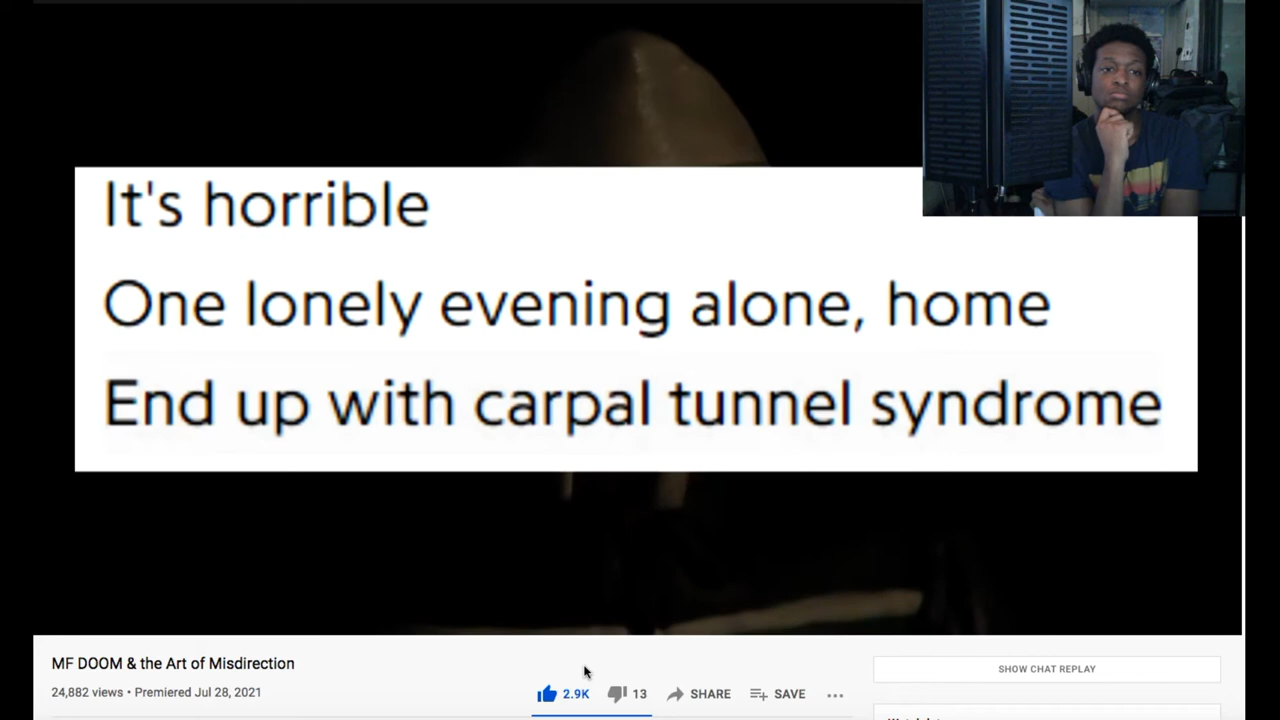 It's horrible
One lonely evening alone, home
End up with carpal tunnel syndrome
MF DOOM & the Art of Misdirection
24,882 views • Premiered Jul 28, 2021
2.9K
13
SHARE
SAVE
SHOW CHAT REPLAY